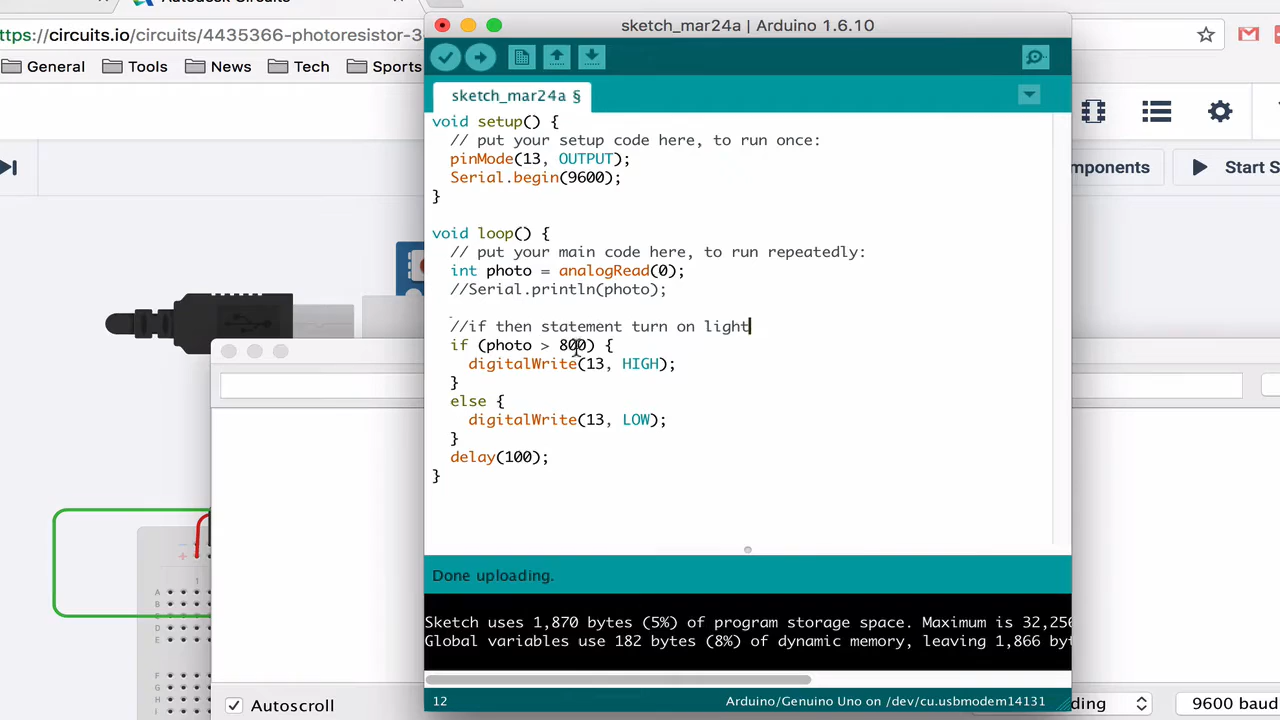 Autodesk Circuits
ttps://circuits.io/circuits/4435366-photoresistor-3
General
Tools
News
Tech
Sports
sketch_mar24a | Arduino 1.6.10
sketch_mar24a §
void setup() {
// put your setup code here, to run once:
pinMode(13, OUTPUT);
Serial.begin(9600);
}
void loop() {
// put your main code here, to run repeatedly:
int photo = analogRead(0);
//Serial.println(photo);
//if then statement turn on light
if (photo > 800) {
digitalWrite(13, HIGH);
}
else {
digitalWrite(13, LOW);
}
delay(100);
}
mponents
Start S
- +
1
A
B
C
D
E
F
G
H
I
Done uploading.
Sketch uses 1,870 bytes (5%) of program storage space. Maximum is 32,256
Global variables use 182 bytes (8%) of dynamic memory, leaving 1,866 byt
12
Arduino/Genuino Uno on /dev/cu.usbmodem14131
Autoscroll
ding
9600 baud